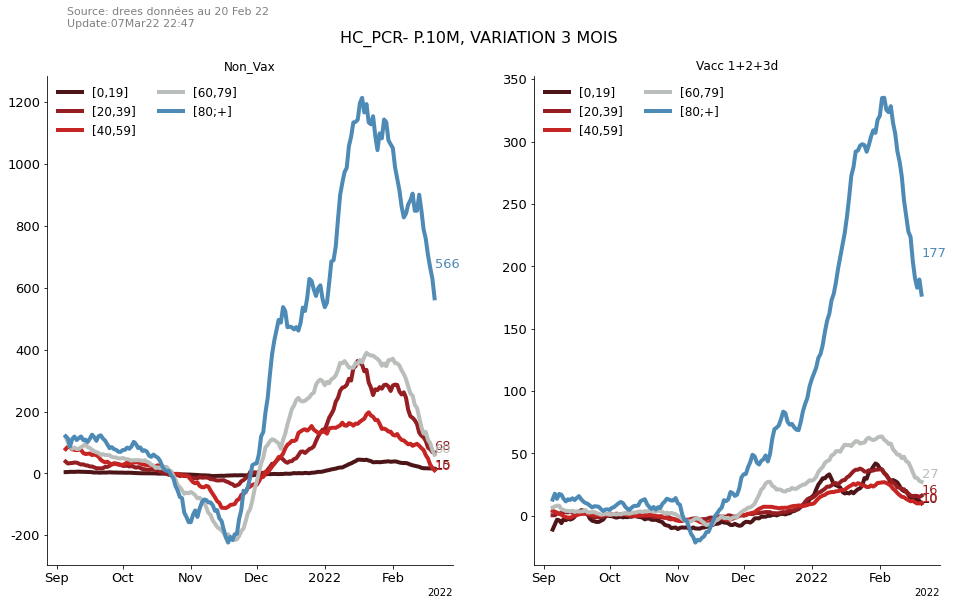 Source: drees données au 20 Feb 22
Update:07Mar22 22:47
HC_PCR- P.10M, VARIATION 3 MOIS
Non_Vax
[0,19]
[20,39]
[40,59]
[60,79]
[80;+]
1200
1000
800
600
400
200
0
-200
566
68
15
Sep
Oct
Nov
Dec
2022
Feb
2022
Vacc 1+2+3d
[0,19]
[20,39]
[40,59]
[60,79]
[80;+]
350
300
250
200
150
100
50
0
177
27
16
10
Sep
Oct
Nov
Dec
2022
Feb
2022